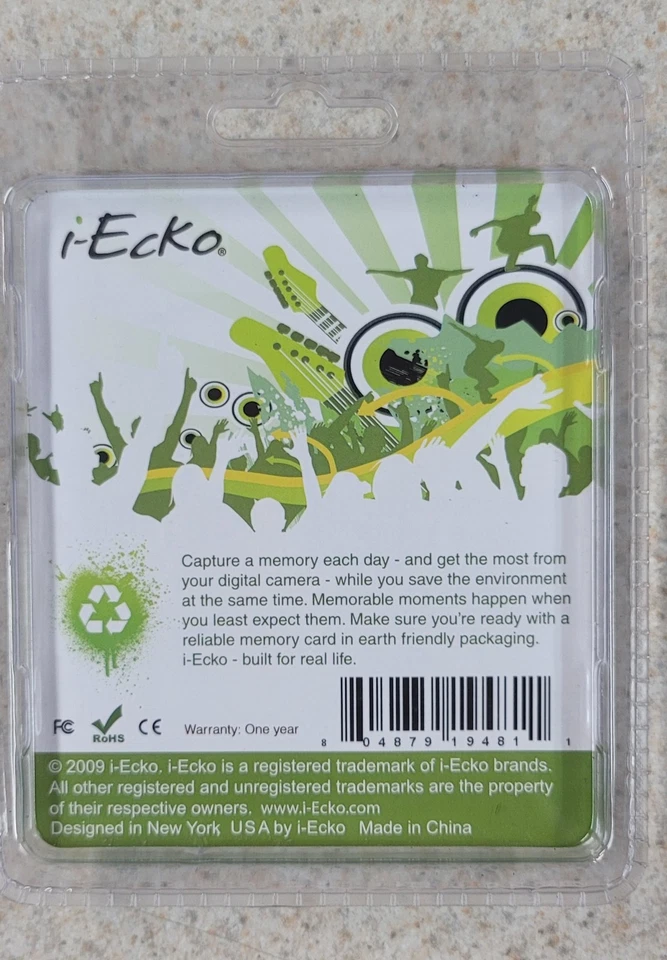 i-Ecko®
Capture a memory each day - and get the most from
your digital camera - while you save the environment
at the same time. Memorable moments happen when
you least expect them. Make sure you're ready with a
reliable memory card in earth friendly packaging.
i-Ecko - built for real life.
FC RoHS CE Warranty: One year
8 04879 19481 1
© 2009 i-Ecko. i-Ecko is a registered trademark of i-Ecko brands.
All other registered and unregistered trademarks are the property
of their respective owners. www.i-Ecko.com
Designed in New York USA by i-Ecko Made in China